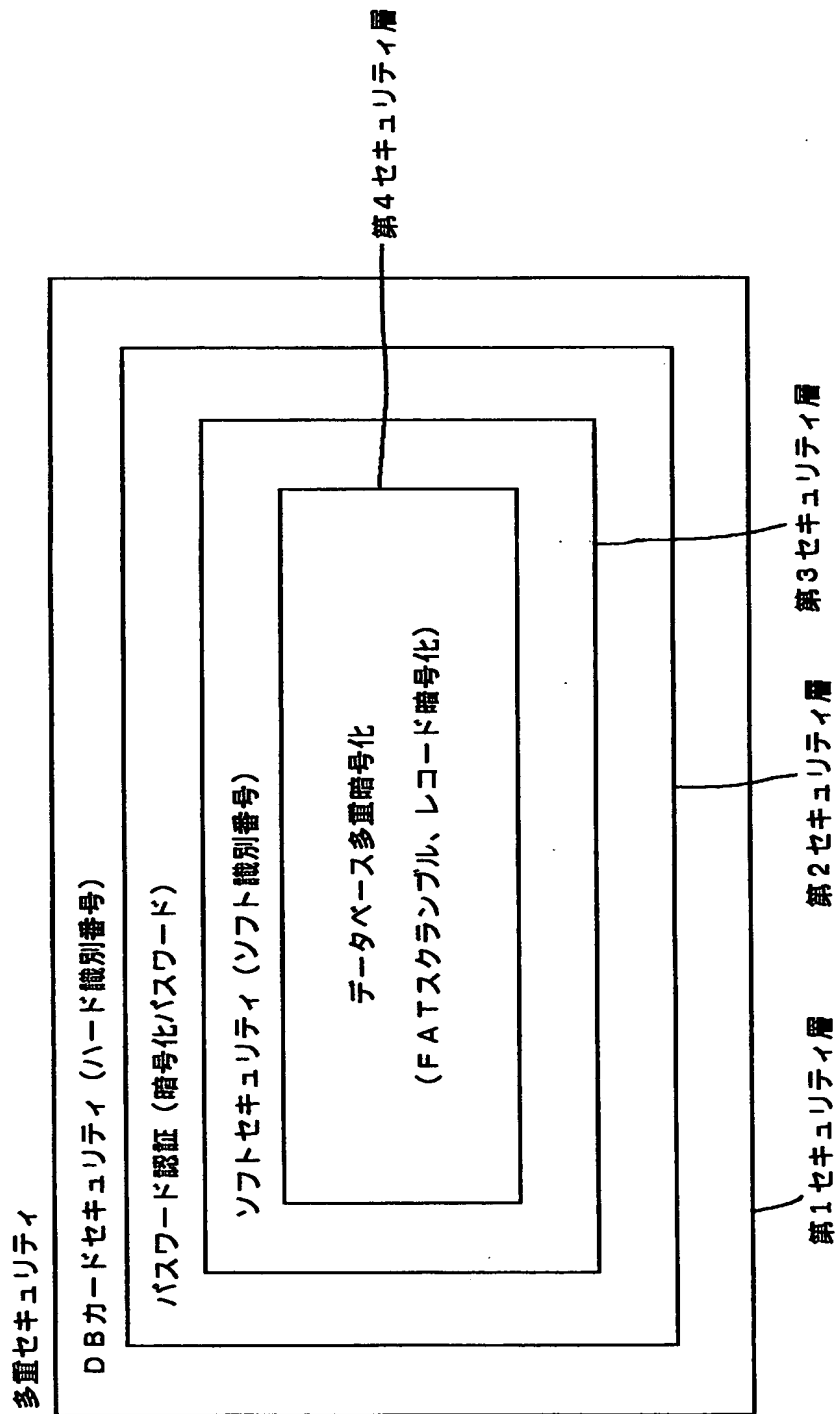 多重セキュリティ
DBカードセキュリティ（ハード識別番号）
パスワード認証（暗号化パスワード）
ソフトセキュリティ（ソフト識別番号）
データベース多重暗号化
（FATスクランブル、レコード暗号化）
第4セキュリティ層
第1セキュリティ層
第2セキュリティ層
第3セキュリティ層